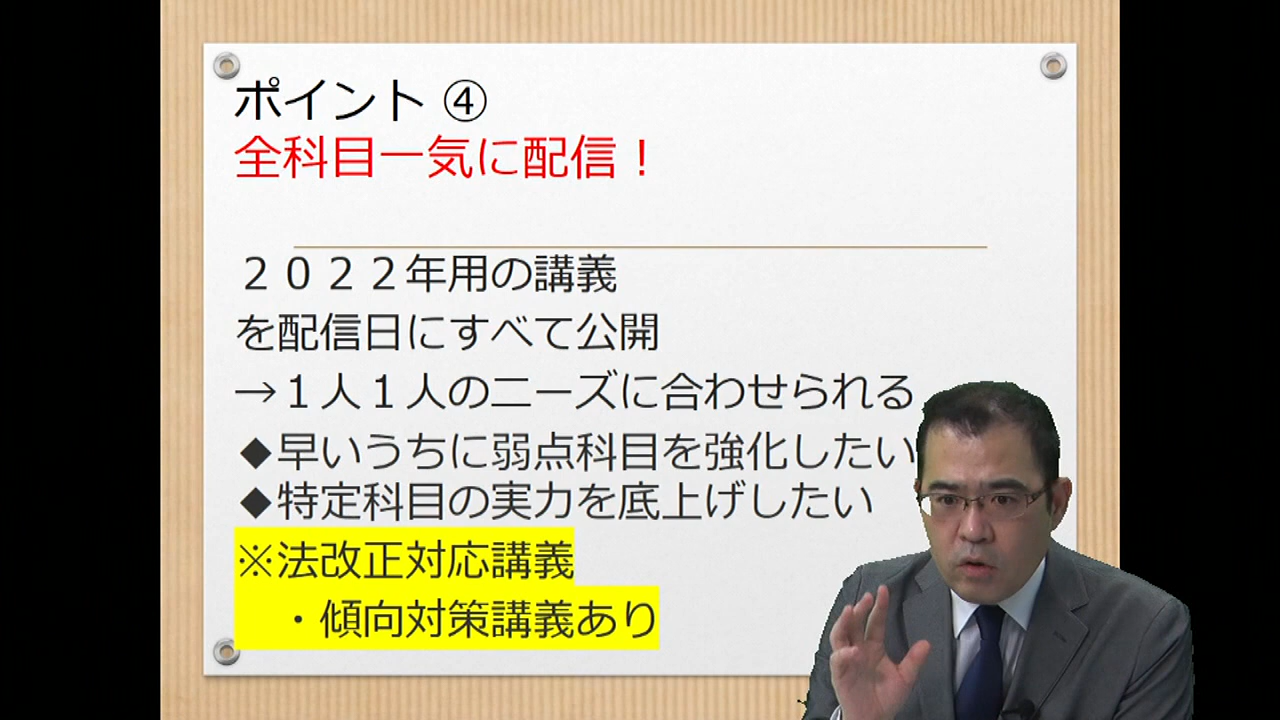 ポイント ④
全科目一気に配信！
２０２２年用の講義
を配信日にすべて公開
→１人１人のニーズに合わせられる
◆早いうちに弱点科目を強化したい
◆特定科目の実力を底上げしたい
※法改正対応講義
・傾向対策講義あり